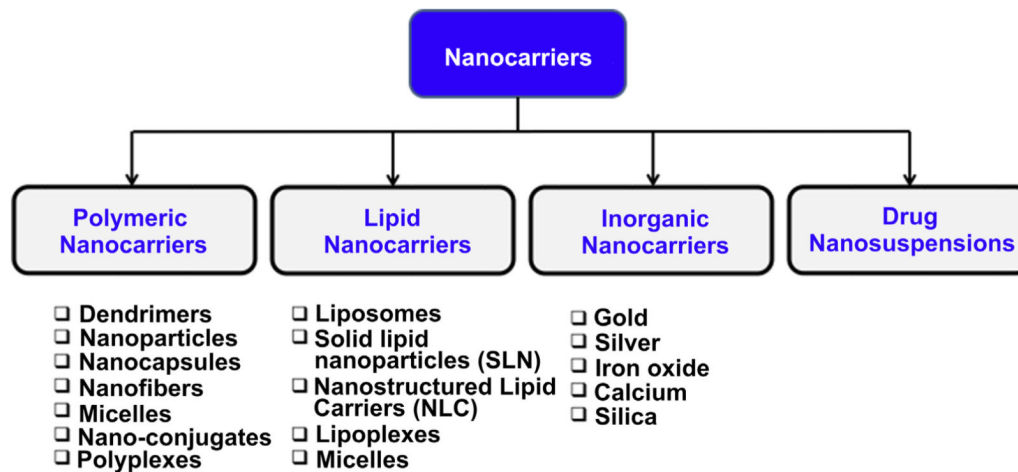 Nanocarriers
Polymeric
Nanocarriers
Lipid
Nanocarriers
Inorganic
Nanocarriers
Drug
Nanosuspensions
Dendrimers
Nanoparticles
Nanocapsules
Nanofibers
Micelles
Nano-conjugates
Polyplexes
Liposomes
Solid lipid
nanoparticles (SLN)
Nanostructured Lipid
Carriers (NLC)
Lipoplexes
Micelles
Gold
Silver
Iron oxide
Calcium
Silica